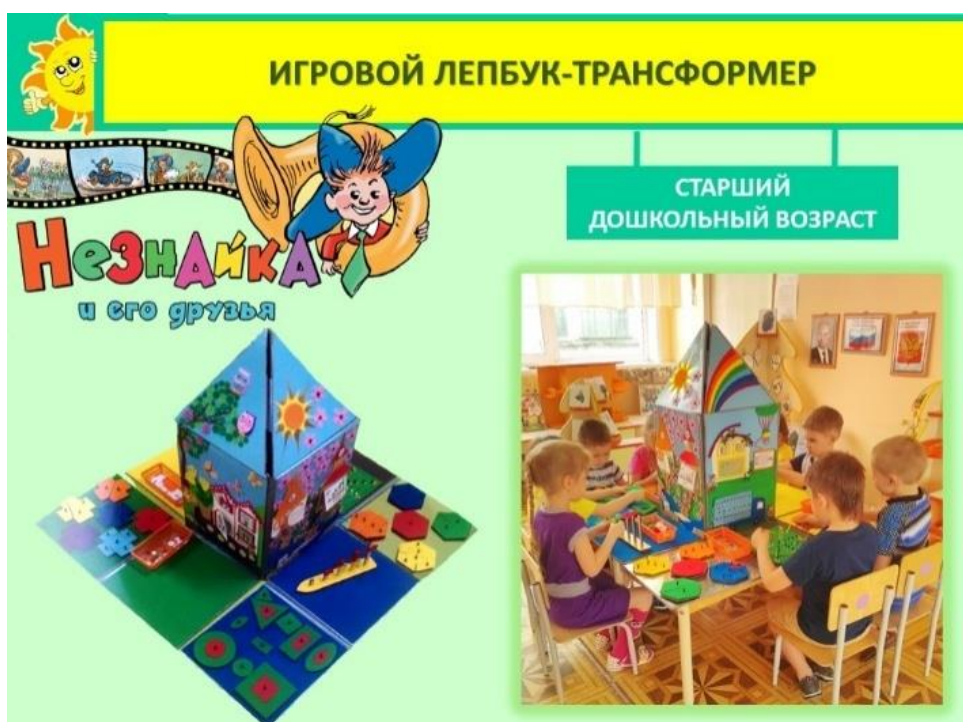 ИГРОВОЙ ЛЕПБУК-ТРАНСФОРМЕР
СТАРШИЙ
ДОШКОЛЬНЫЙ ВОЗРАСТ
НеЗнАйкА
и его друзья